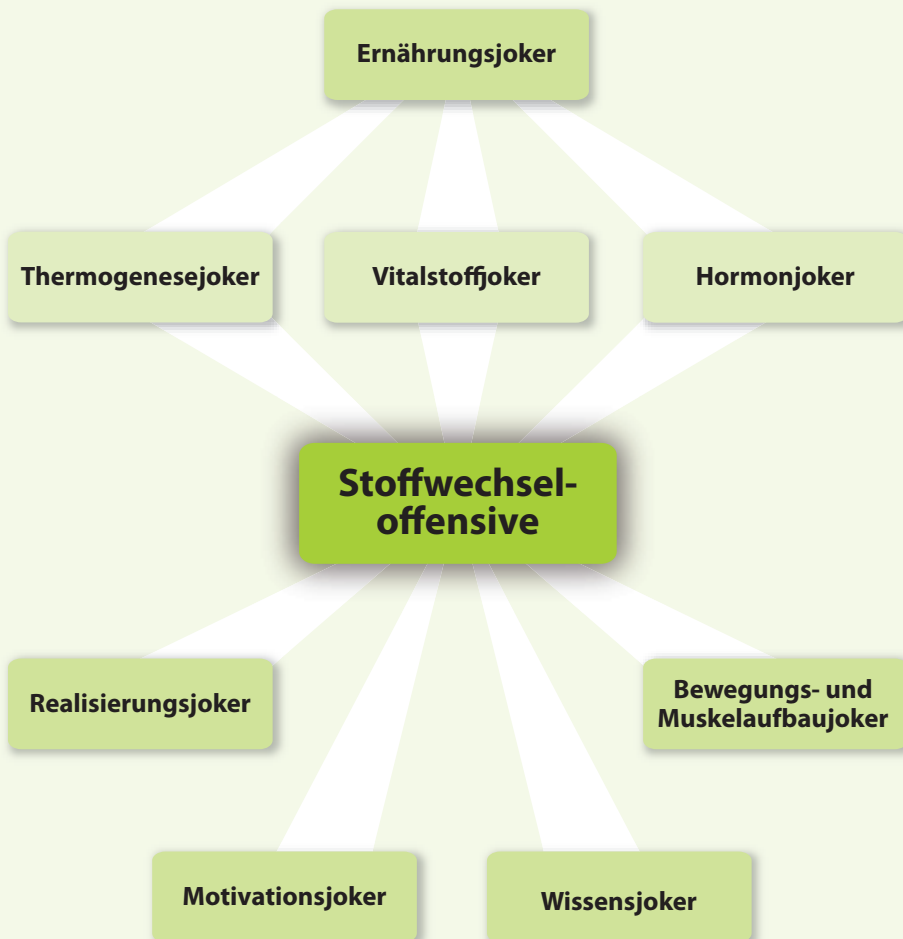 Ernährungsjoker
Thermogenesejoker
Vitalstoffjoker
Hormonjoker
Stoffwechsel-
offensive
Realisierungsjoker
Bewegungs- und
Muskelaufbaujoker
Motivationsjoker
Wissensjoker